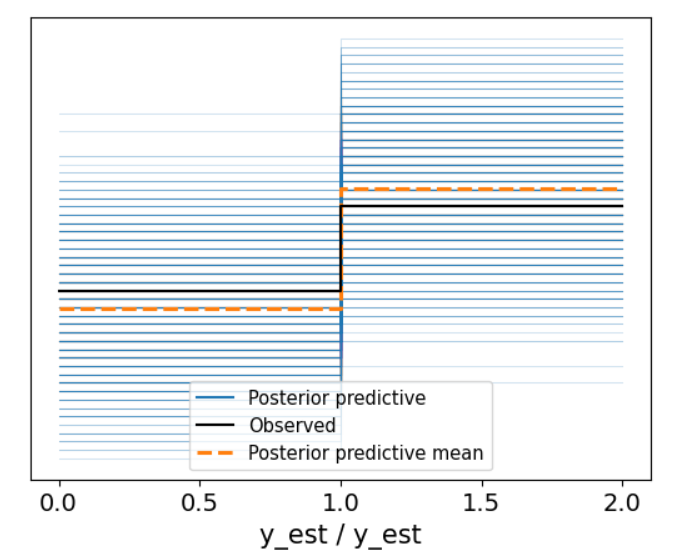 Posterior predictive
Observed
Posterior predictive mean
0.0 0.5 1.0 1.5 2.0
y_est / y_est